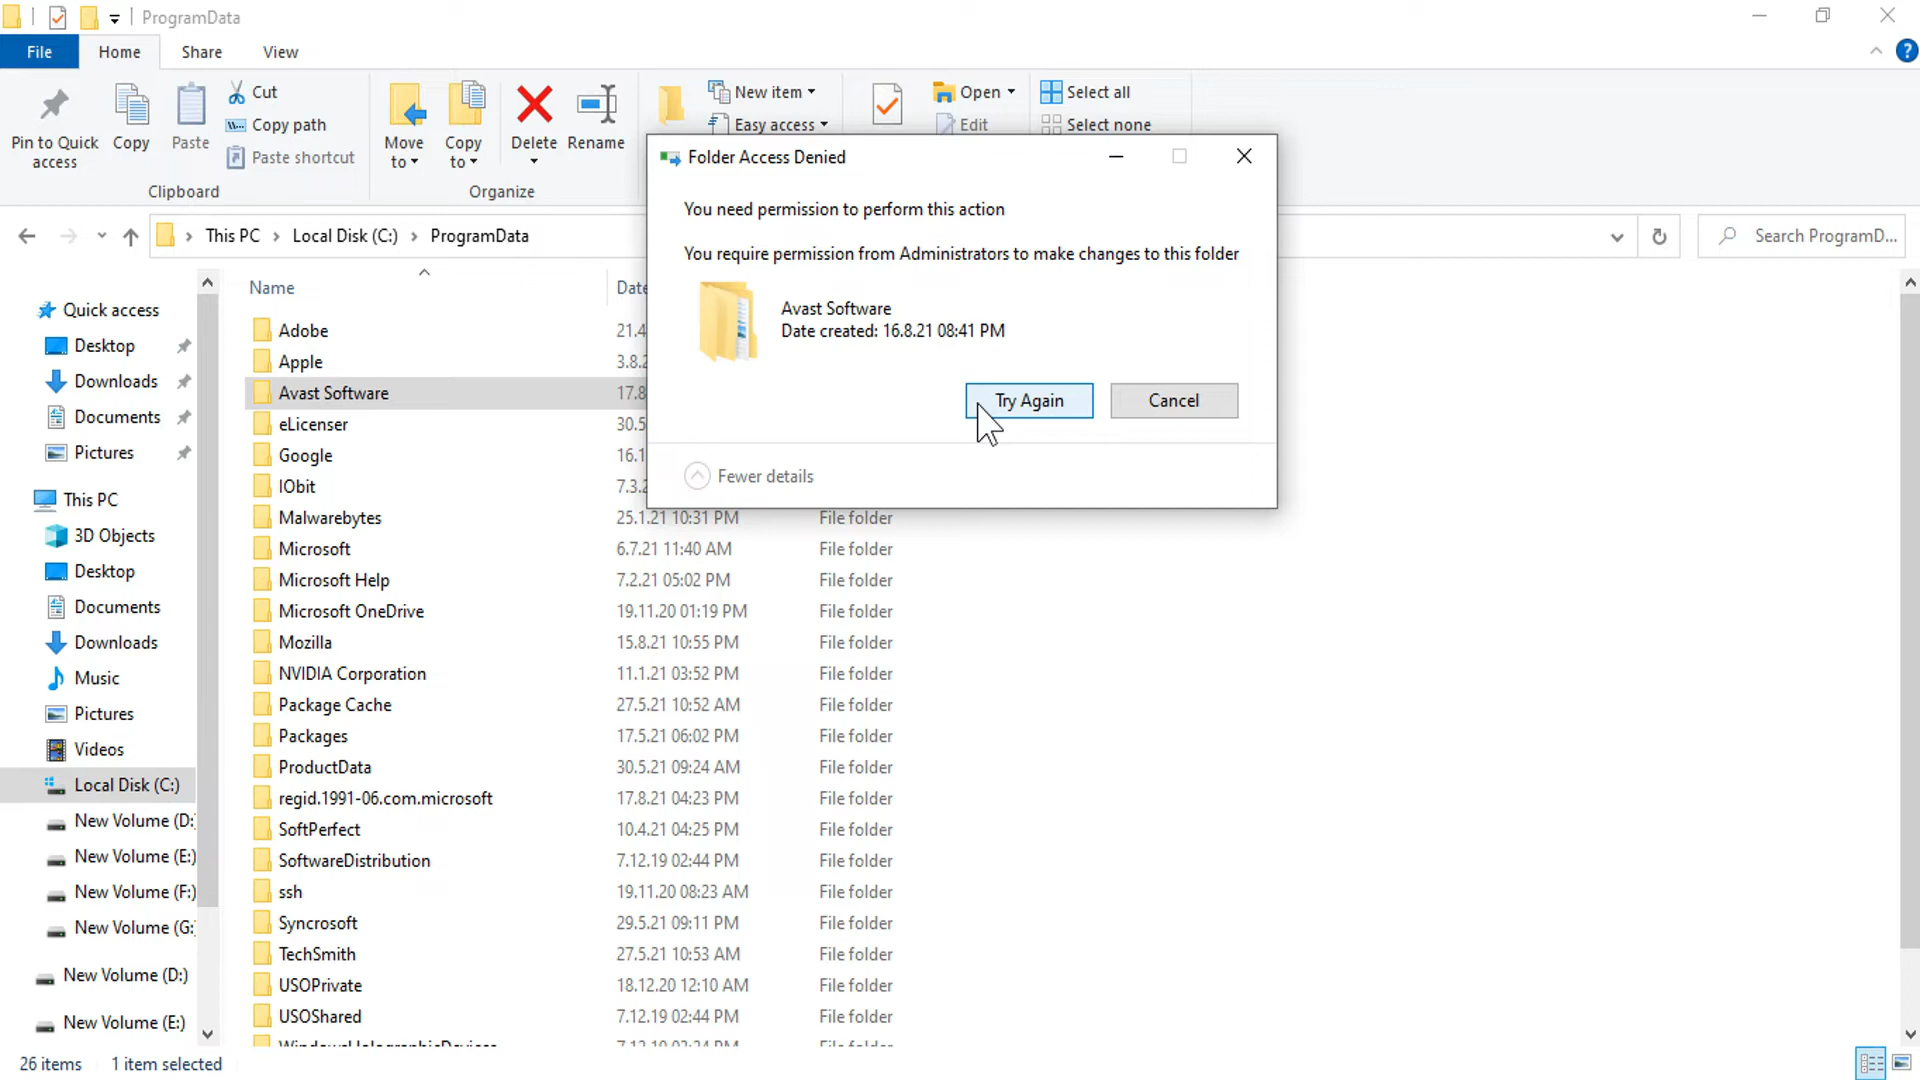 ProgramData
File Home Share View
Pin to Quick access
Copy
Paste
Cut
Copy path
Paste shortcut
Clipboard
Move to
Copy to
Delete
Rename
Organize
New item
Easy access
Open
Edit
Select all
Select none
This PC > Local Disk (C:) > ProgramData
Search ProgramD...
Quick access
Desktop
Downloads
Documents
Pictures
This PC
3D Objects
Desktop
Documents
Downloads
Music
Pictures
Videos
Local Disk (C:)
New Volume (D:
New Volume (E:)
New Volume (F:)
New Volume (G:
New Volume (D:)
New Volume (E:)
Name Date
Adobe 21.4
Apple 3.8.2
Avast Software 17.8
eLicenser 30.5
Google 16.1
IObit 7.3.2
Malwarebytes 25.1.21 10:31 PM File folder
Microsoft 6.7.21 11:40 AM File folder
Microsoft Help 7.2.21 05:02 PM File folder
Microsoft OneDrive 19.11.20 01:19 PM File folder
Mozilla 15.8.21 10:55 PM File folder
NVIDIA Corporation 11.1.21 03:52 PM File folder
Package Cache 27.5.21 10:52 AM File folder
Packages 17.5.21 06:02 PM File folder
ProductData 30.5.21 09:24 AM File folder
regid.1991-06.com.microsoft 17.8.21 04:23 PM File folder
SoftPerfect 10.4.21 04:25 PM File folder
SoftwareDistribution 7.12.19 02:44 PM File folder
ssh 19.11.20 08:23 AM File folder
Syncrosoft 29.5.21 09:11 PM File folder
TechSmith 27.5.21 10:53 AM File folder
USOPrivate 18.12.20 12:10 AM File folder
USOShared 7.12.19 02:44 PM File folder
Folder Access Denied
You need permission to perform this action
You require permission from Administrators to make changes to this folder
Avast Software
Date created: 16.8.21 08:41 PM
Try Again
Cancel
Fewer details
26 items 1 item selected